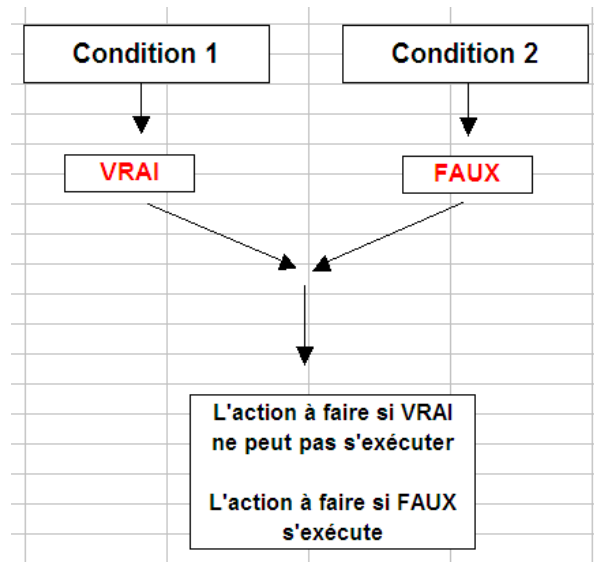 Condition 1
Condition 2
VRAI
FAUX
L'action à faire si VRAI
ne peut pas s'exécuter
L'action à faire si FAUX
s'exécute